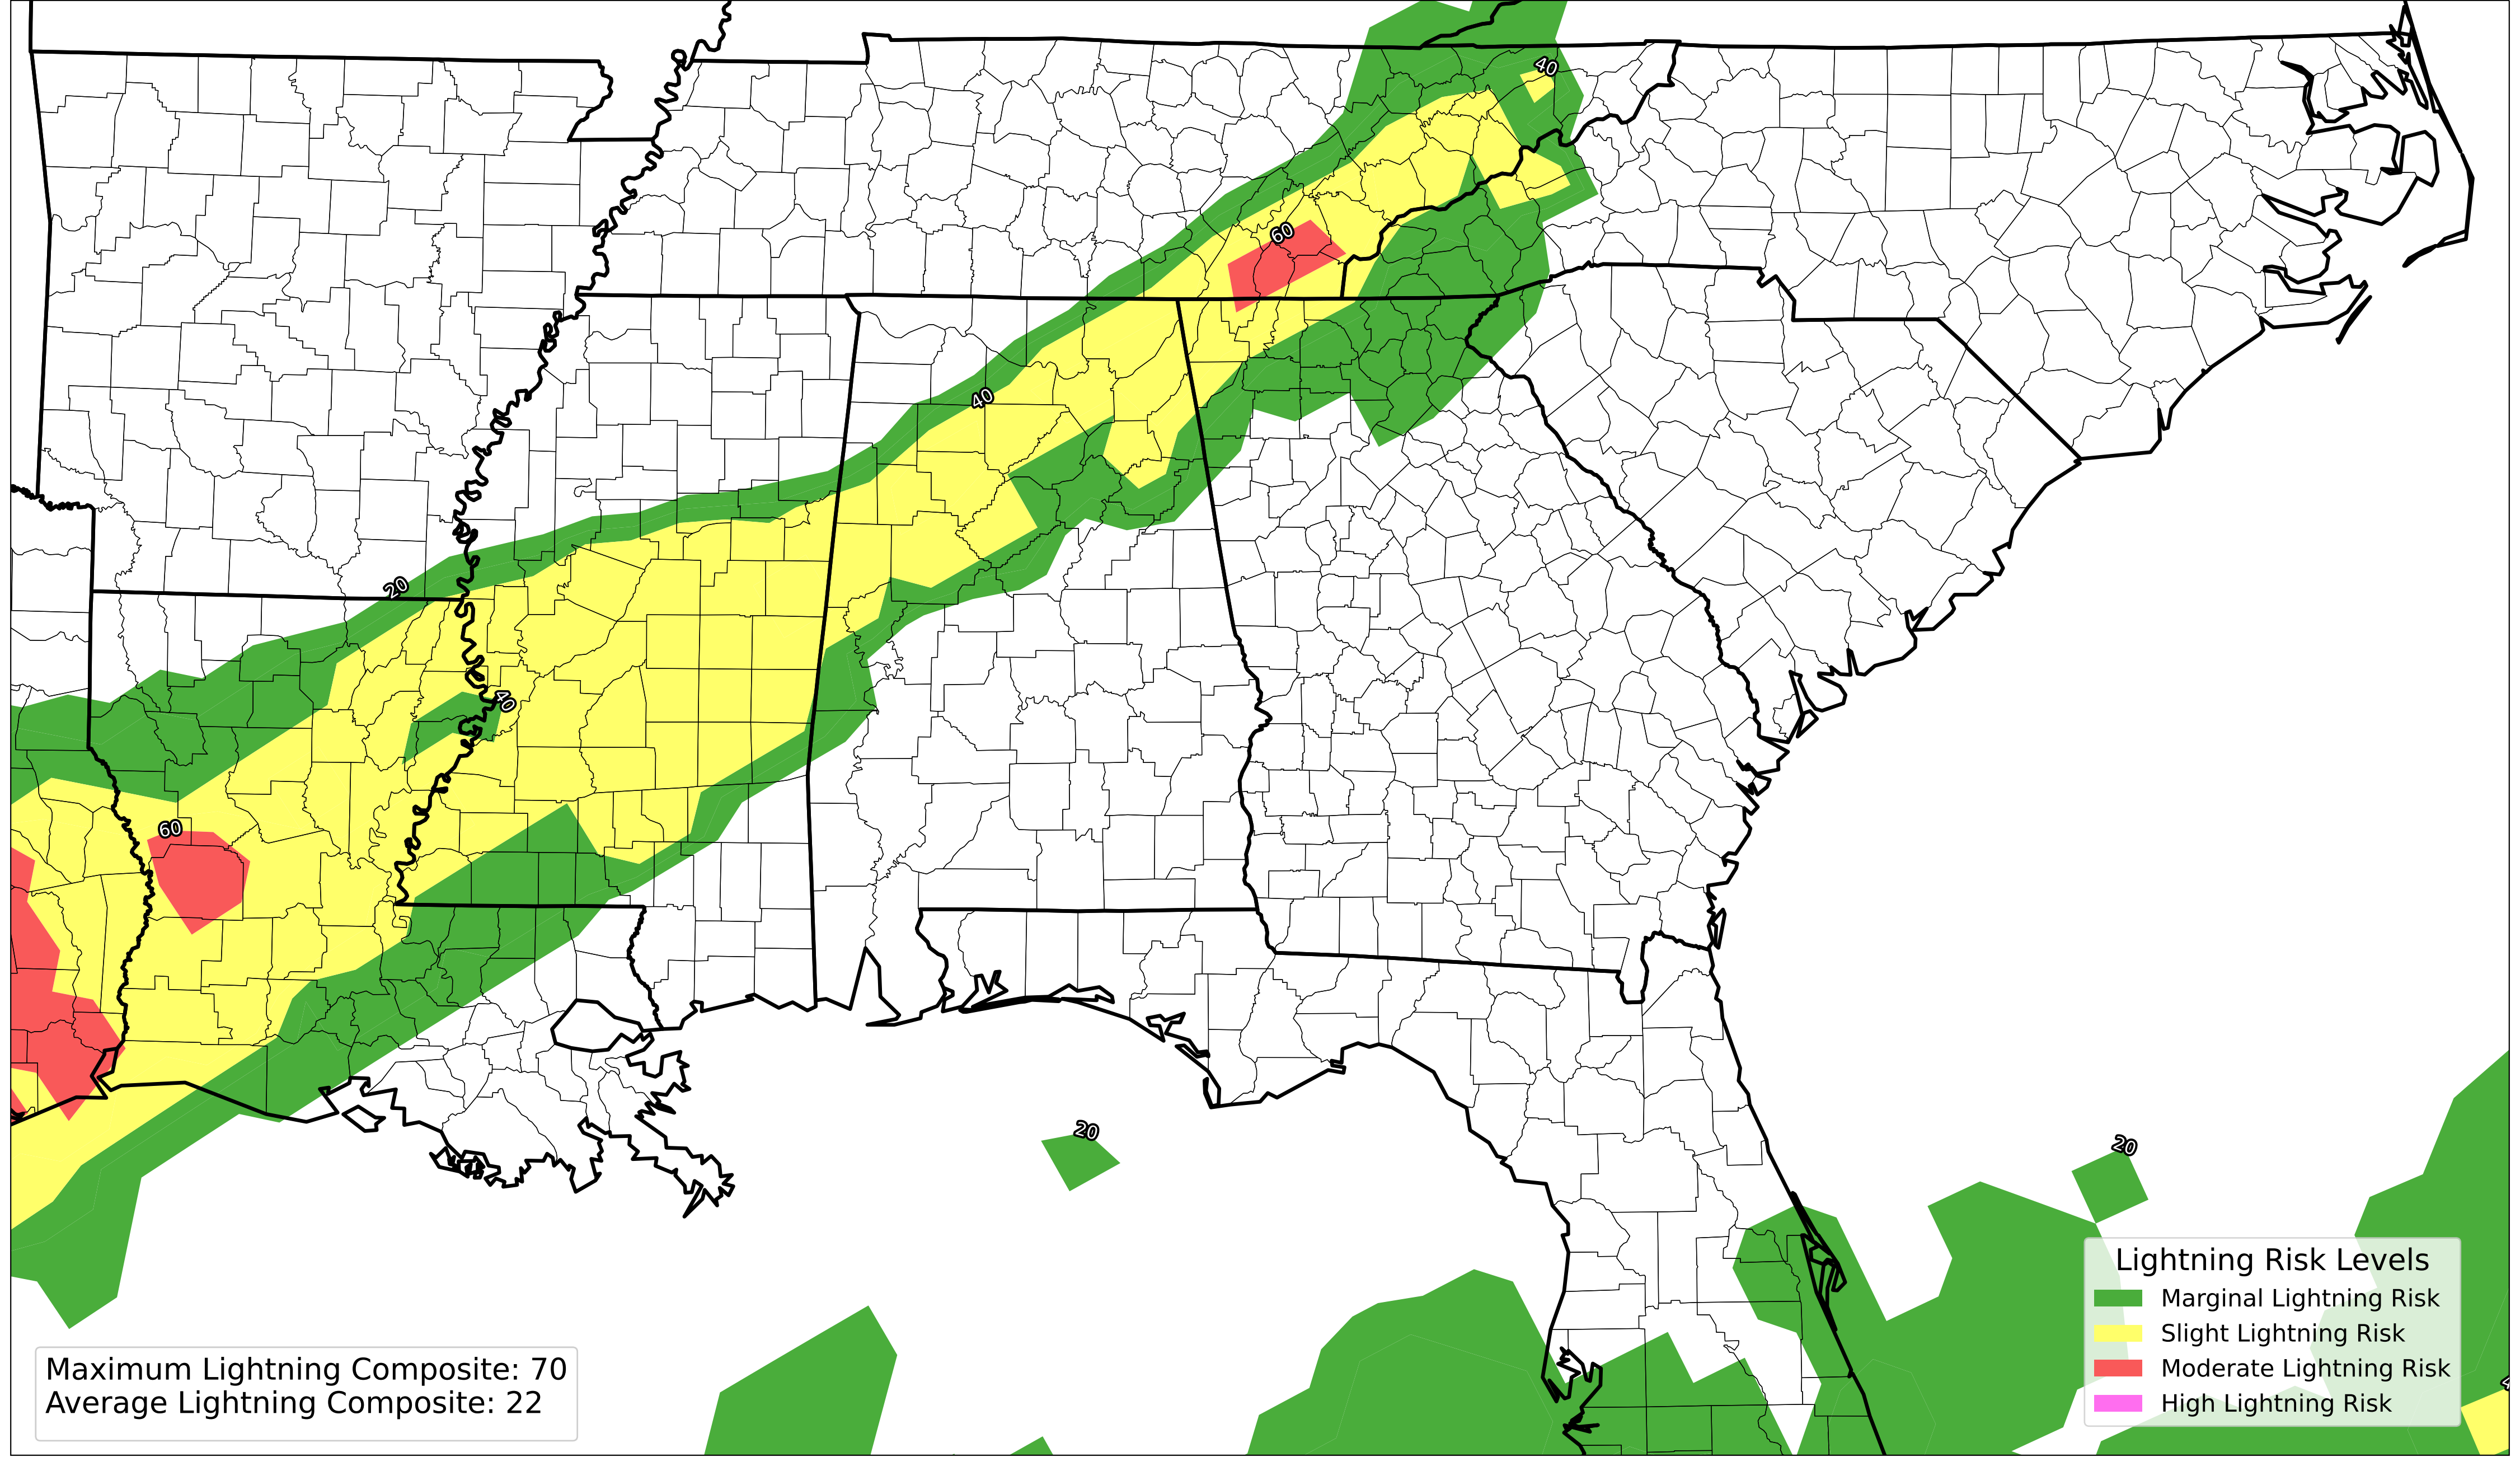 40
60
40
20
40
60
20
20
Maximum Lightning Composite: 70
Average Lightning Composite: 22
Lightning Risk Levels
Marginal Lightning Risk
Slight Lightning Risk
Moderate Lightning Risk
High Lightning Risk